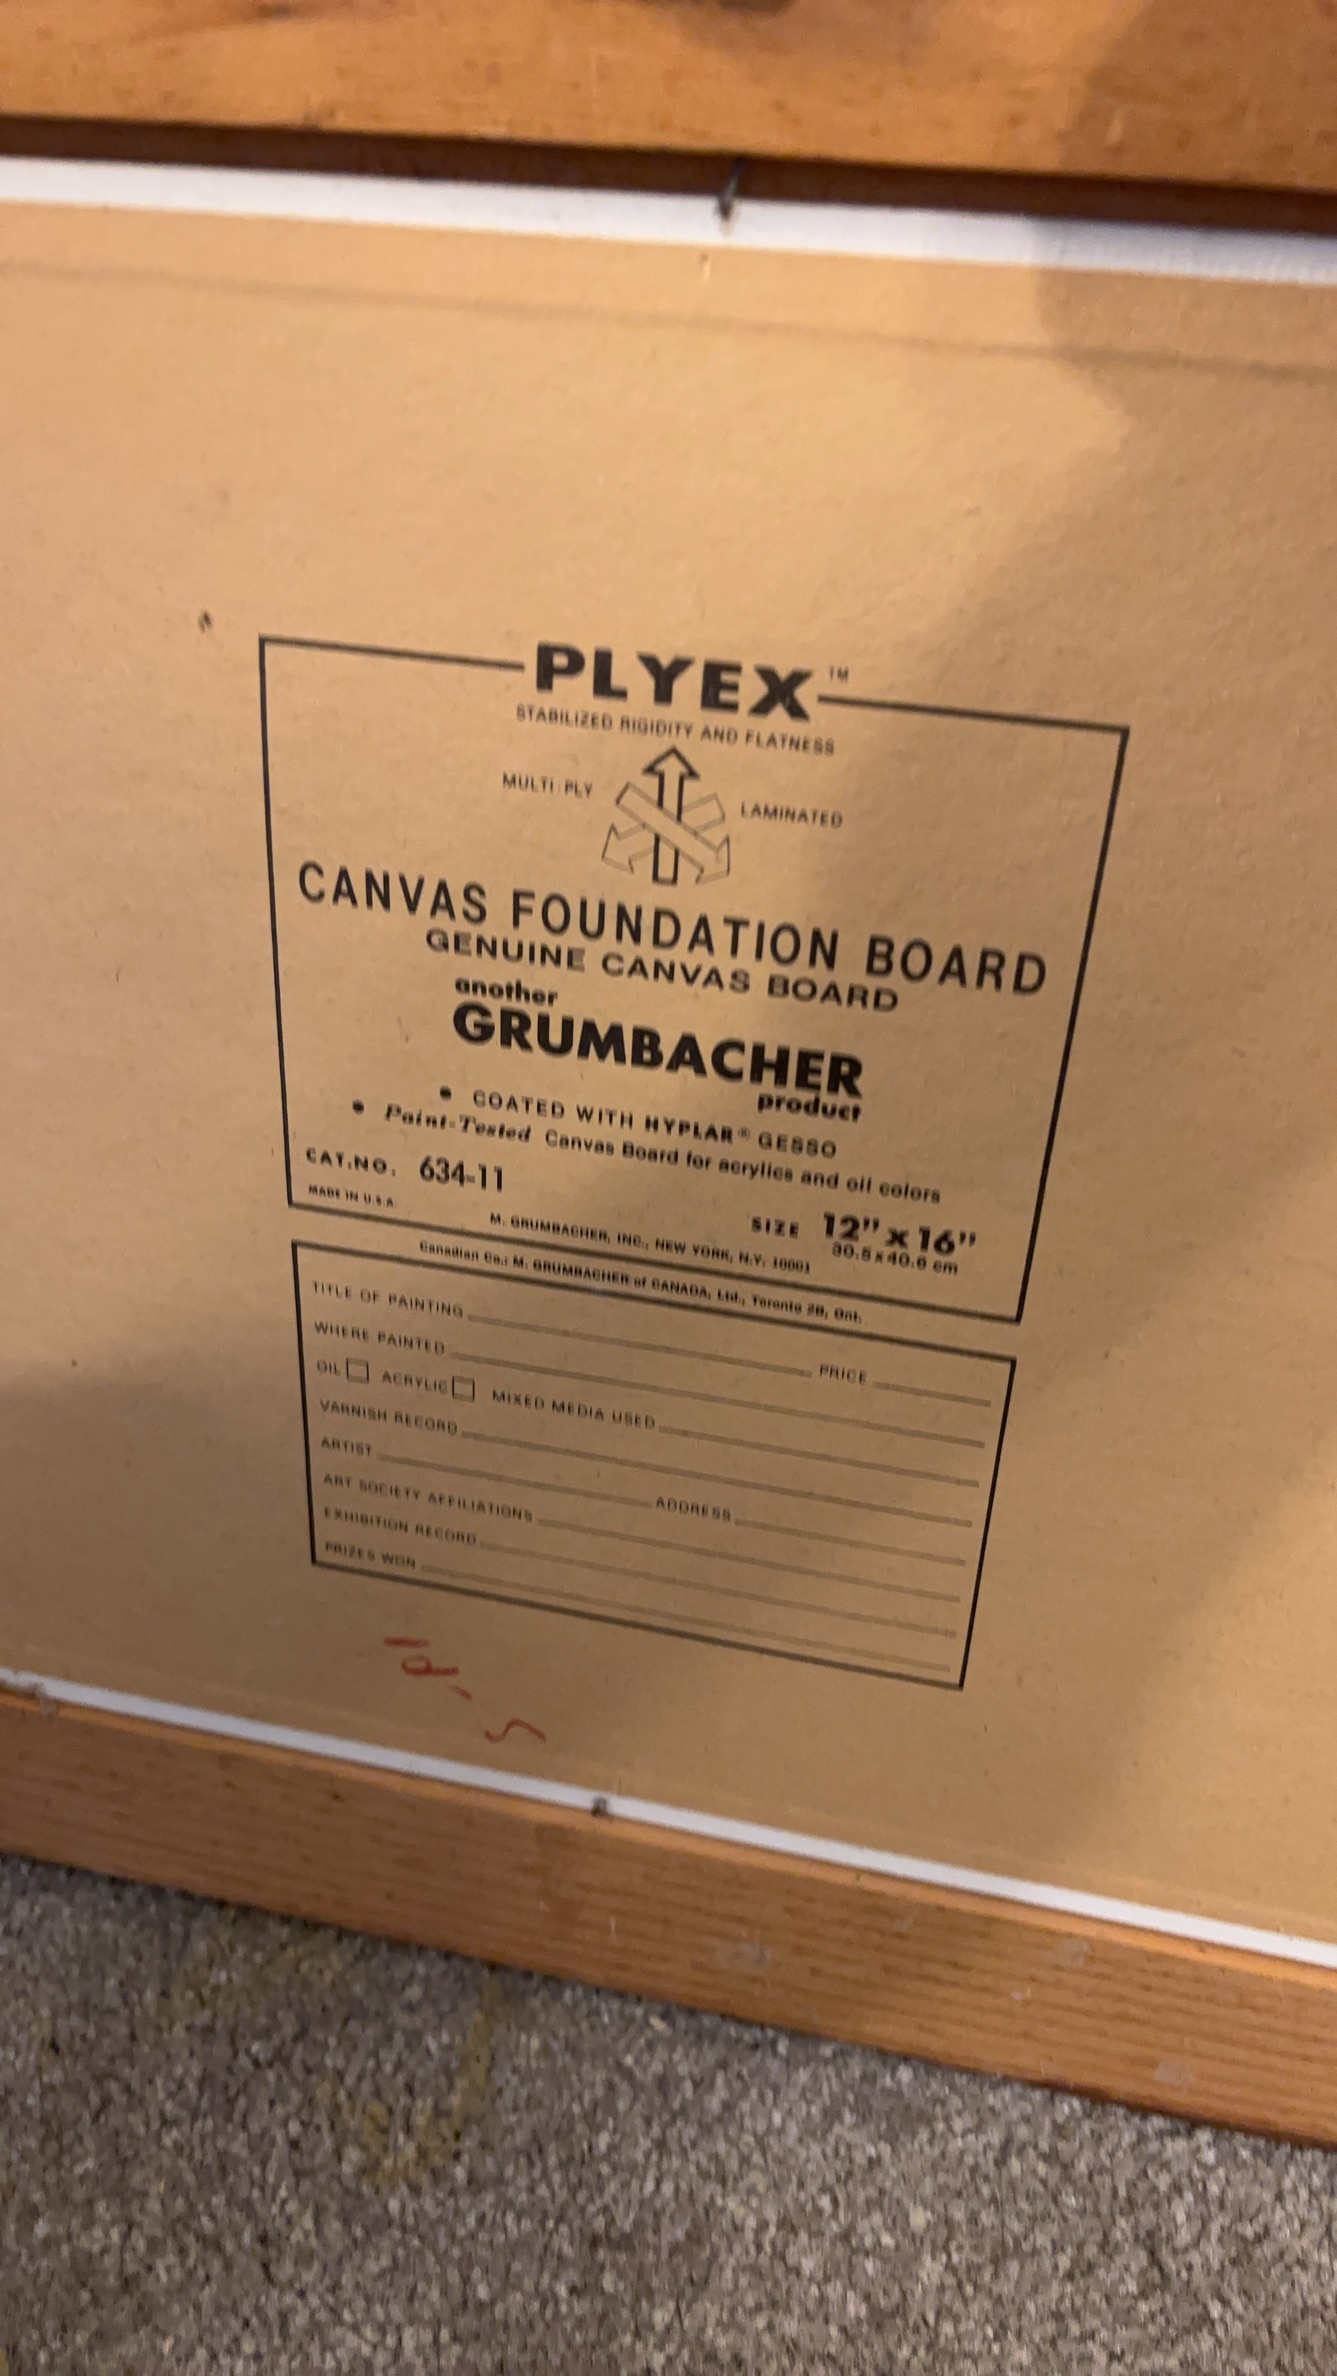 PLYEX™
STABILIZED RIGIDITY AND FLATNESS
MULTI-PLY LAMINATED
CANVAS FOUNDATION BOARD
GENUINE CANVAS BOARD
another
GRUMBACHER
product
• COATED WITH HYPLAR® GESSO
• Paint-Tested Canvas Board for acrylics and oil colors
CAT.NO. 634-11
SIZE 12" x 16"
30.5 x 40.6 cm
MADE IN U.S.A.
M. GRUMBACHER, INC., NEW YORK, N.Y. 10001
Canadian Co.: M. GRUMBACHER of CANADA, Ltd., Toronto 2B, Ont.
TITLE OF PAINTING PRICE
WHERE PAINTED
OIL ACRYLIC MIXED MEDIA USED
VARNISH RECORD
ARTIST ADDRESS
ART SOCIETY AFFILIATIONS
EXHIBITION RECORD
PRIZES WON